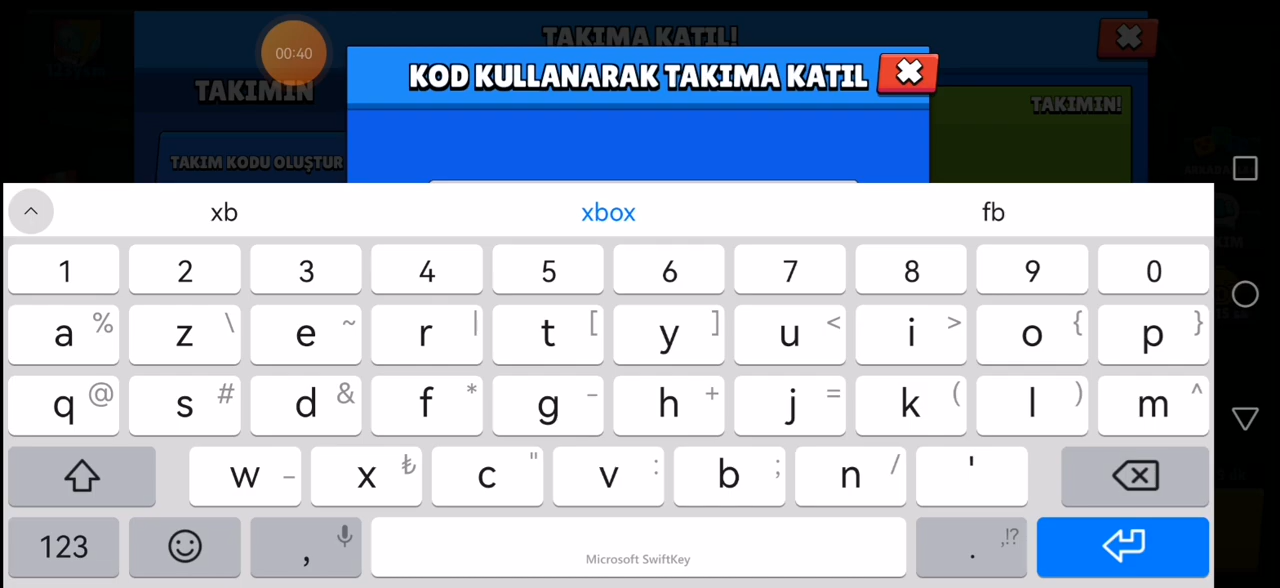 TAKIMA KATIL!
00:40
KOD KULLANARAK TAKIMA KATIL
TAKIMIN
TAKIMIN!
TAKIM KODU OLUŞTUR
xb xbox fb
1 2 3 4 5 6 7 8 9 0
a % z \ e ~ r | t [ y ] u < i > o { p }
q @ s # d & f * g - h + j = k ( l ) m ^
w _ x ₺ c " v : b ; n / '
123 , . ,!?
Microsoft SwiftKey